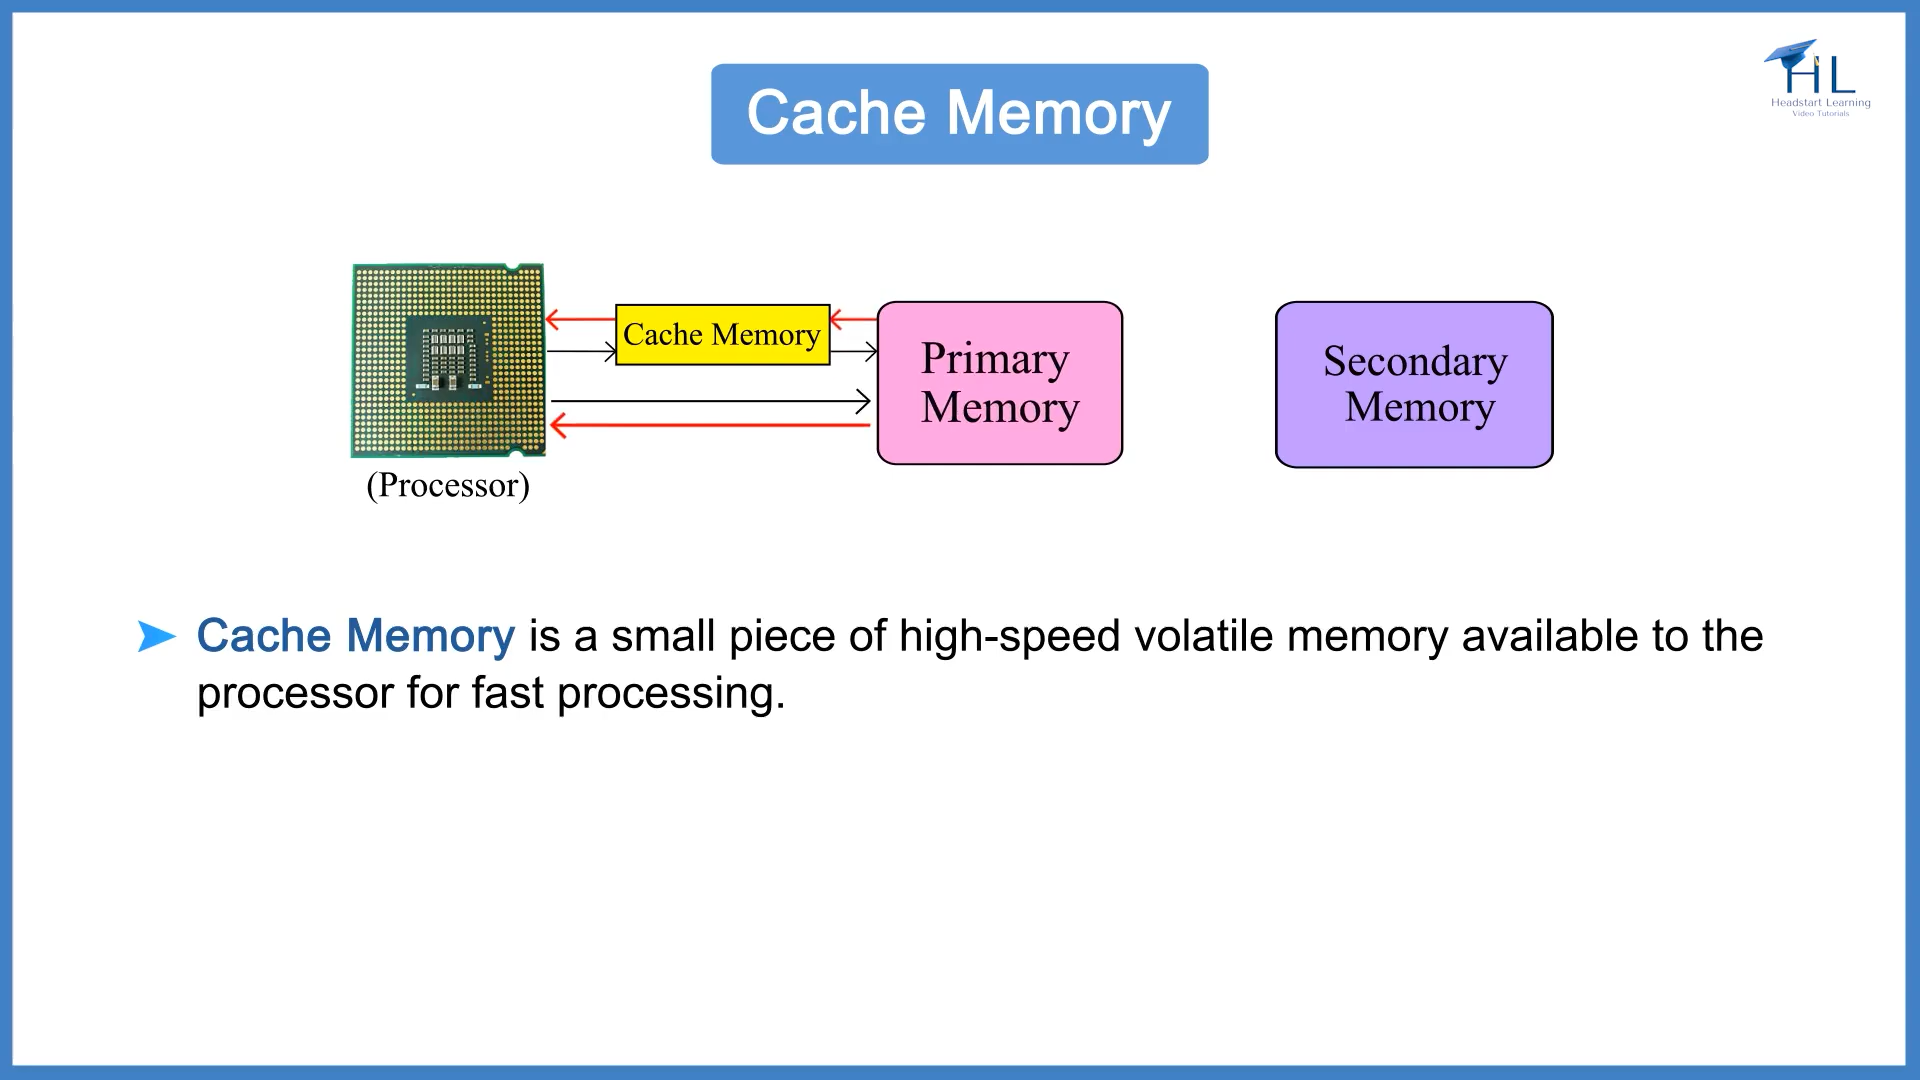 Cache Memory
HL
Headstart Learning
Video Tutorials
Cache Memory
Primary
Memory
Secondary
Memory
(Processor)
Cache Memory is a small piece of high-speed volatile memory available to the
processor for fast processing.